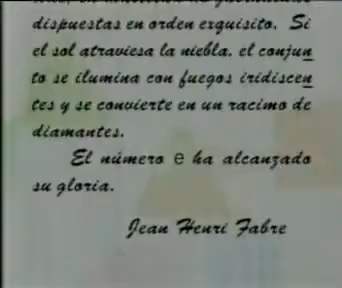 dispuestas en orden exquisito. Si
el sol atraviesa la niebla, el conjun
to se ilumina con fuegos iridiscen
tes y se convierte en un racimo de
diamantes.
El número e ha alcanzado
su gloria.
Jean Henri Fabre